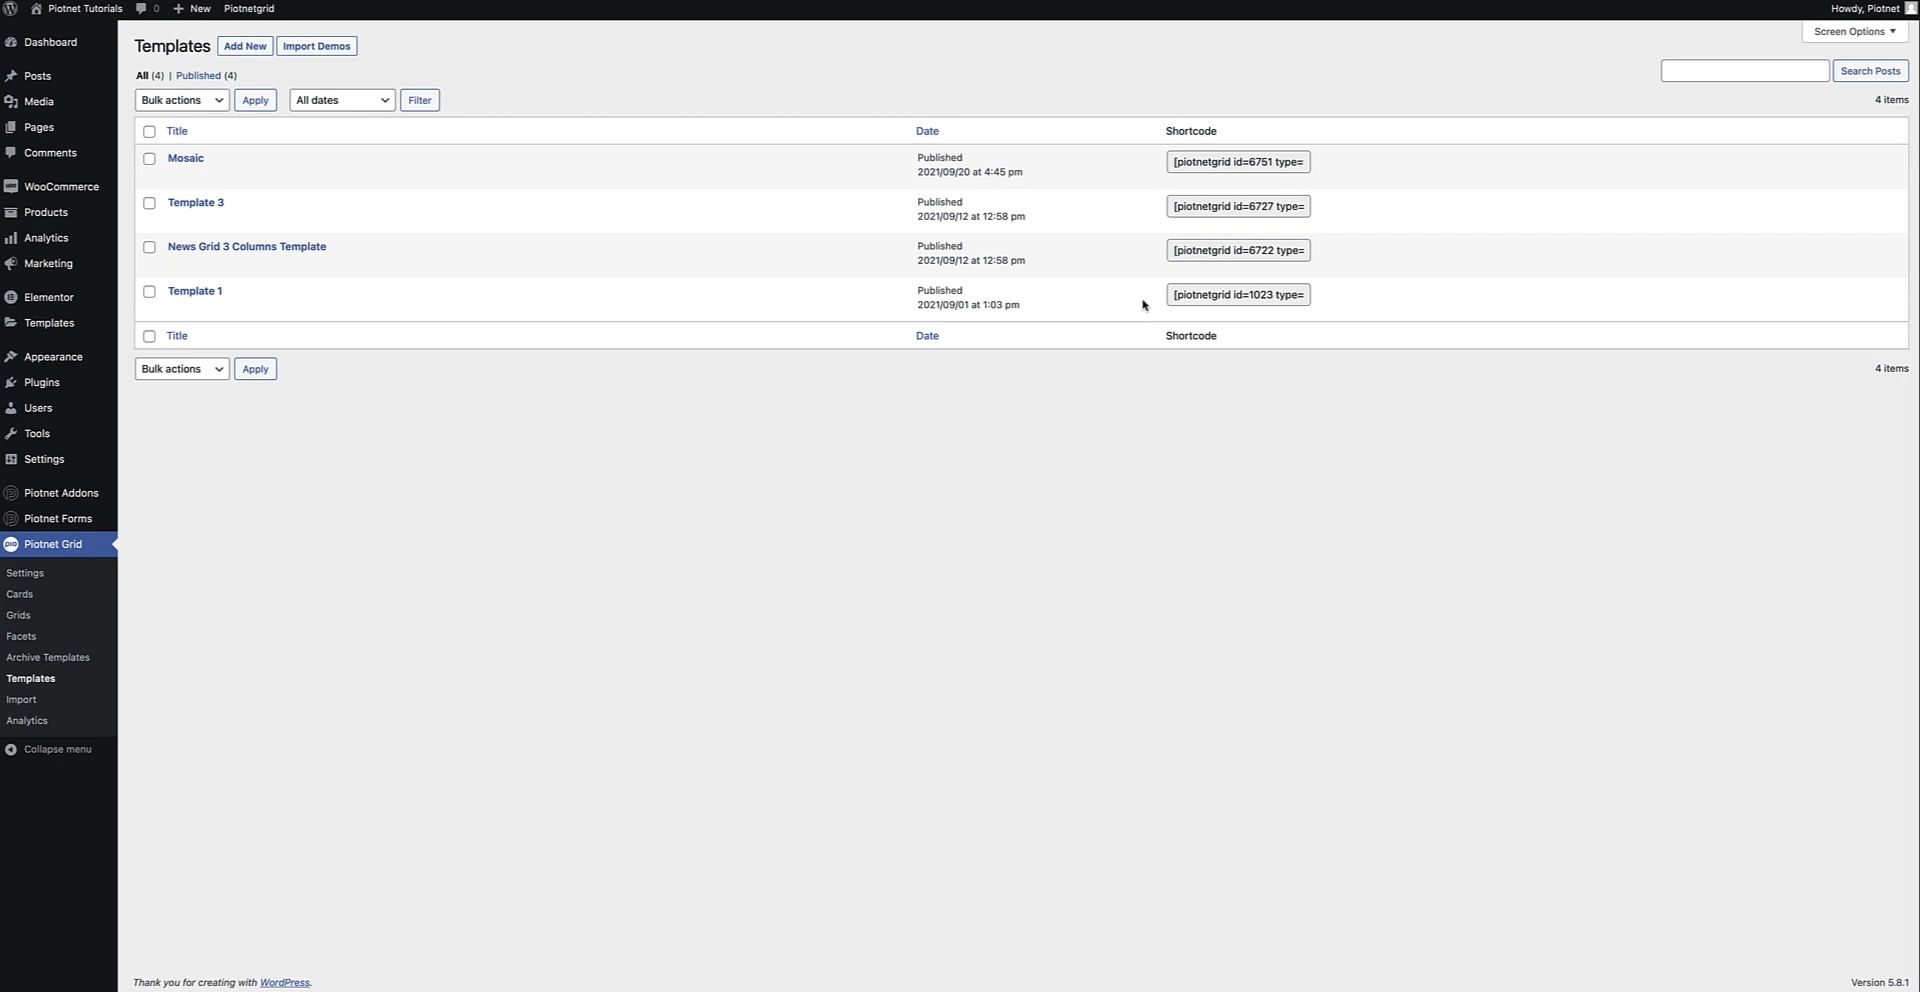 Piotnet Tutorials 0 New Piotnetgrid Howdy, Piotnet
Screen Options
Dashboard
Posts
Media
Pages
Comments
WooCommerce
Products
Analytics
Marketing
Elementor
Templates
Appearance
Plugins
Users
Tools
Settings
Piotnet Addons
Piotnet Forms
Piotnet Grid
Settings
Cards
Grids
Facets
Archive Templates
Templates
Import
Analytics
Collapse menu
Templates Add New Import Demos
All (4) | Published (4)
Search Posts
Bulk actions Apply All dates Filter 4 items
Title Date Shortcode
Mosaic Published [piotnetgrid id=6751 type=
2021/09/20 at 4:45 pm
Template 3 Published [piotnetgrid id=6727 type=
2021/09/12 at 12:58 pm
News Grid 3 Columns Template Published [piotnetgrid id=6722 type=
2021/09/12 at 12:58 pm
Template 1 Published [piotnetgrid id=1023 type=
2021/09/01 at 1:03 pm
Title Date Shortcode
Bulk actions Apply 4 items
Thank you for creating with WordPress. Version 5.8.1